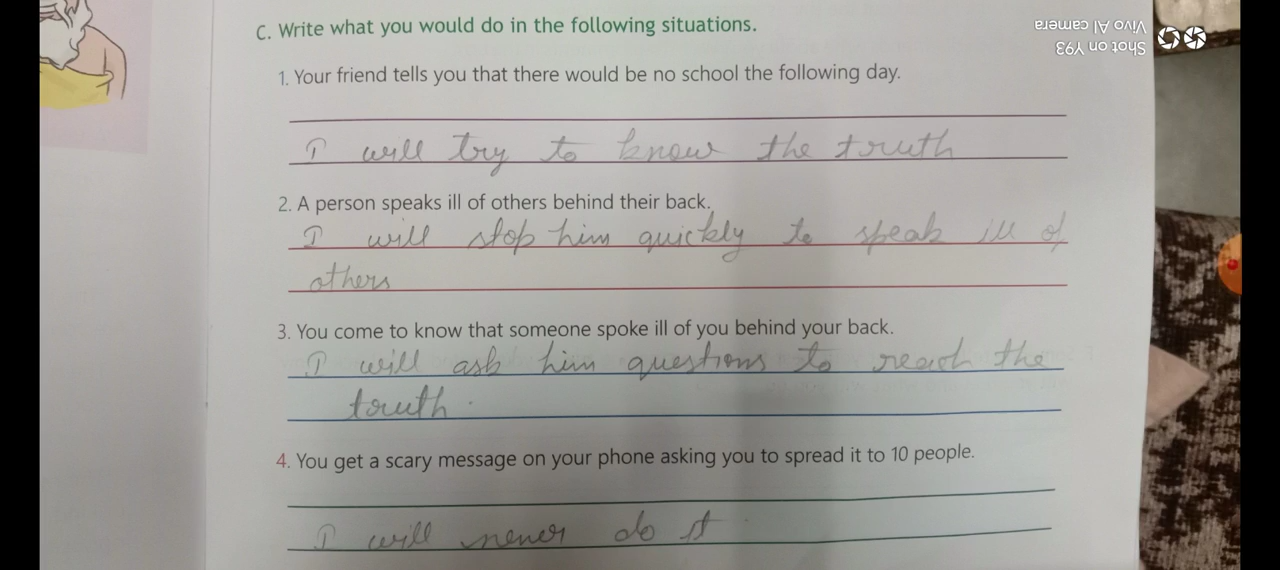 C. Write what you would do in the following situations.
1. Your friend tells you that there would be no school the following day.
I will try to know the truth
2. A person speaks ill of others behind their back.
I will stop him quickly to speak ill of
others
3. You come to know that someone spoke ill of you behind your back.
I will ask him questions to reach the
truth.
4. You get a scary message on your phone asking you to spread it to 10 people.
I will never do it.
Shot on Y93
Vivo AI camera